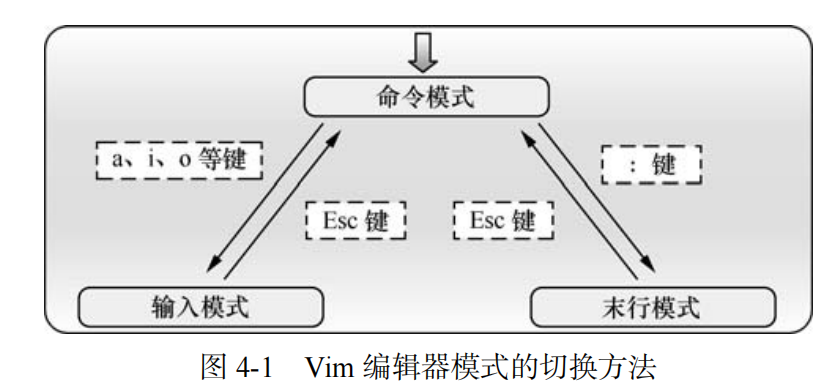 命令模式
a、i、o 等键
： 键
Esc 键
Esc 键
输入模式
末行模式
图 4-1 Vim 编辑器模式的切换方法